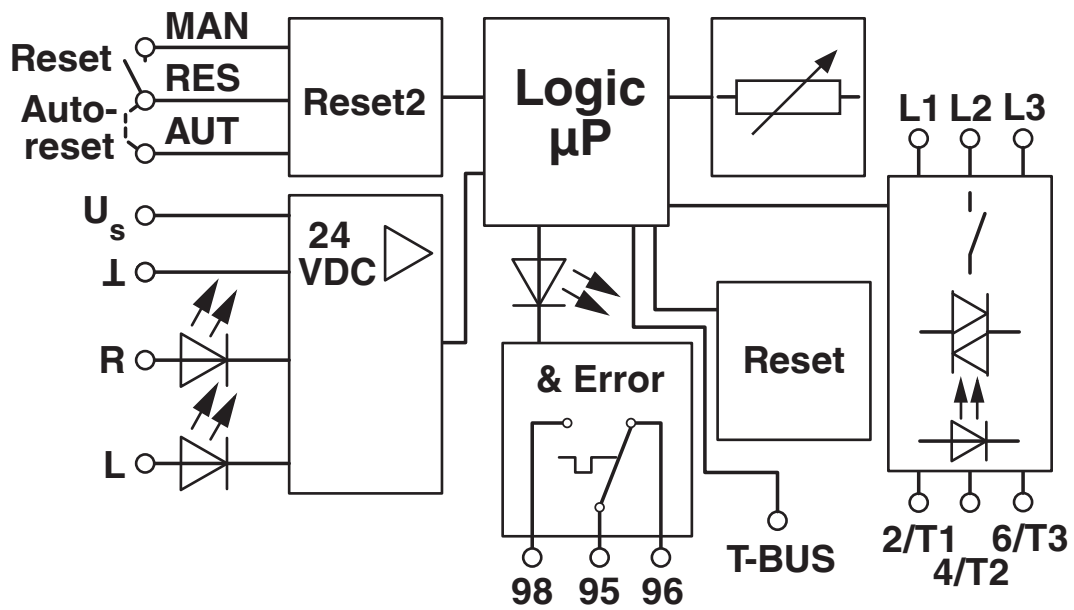 MAN
Reset
RES
Auto-
reset
AUT
Reset2
Logic
µP
L1 L2 L3
Us
24
VDC
⊥
R
L
& Error
Reset
98 95 96
T-BUS
2/T1 6/T3
4/T2